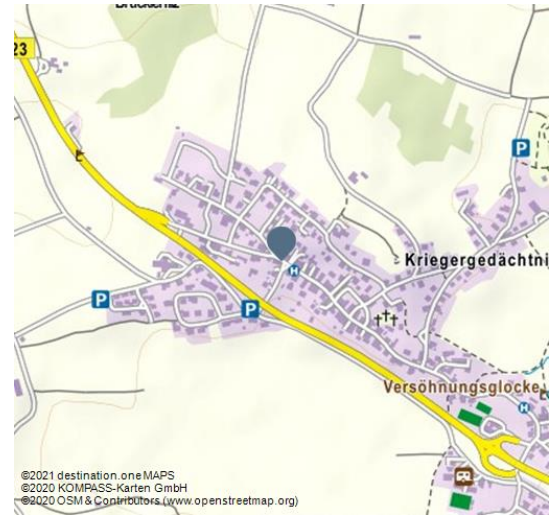 23
P
H
Kriegergedächtni
P
P
Versöhnungsglocke
H
©2021 destination.one MAPS
©2020 KOMPASS-Karten GmbH
©2020 OSM & Contributors (www.openstreetmap.org)